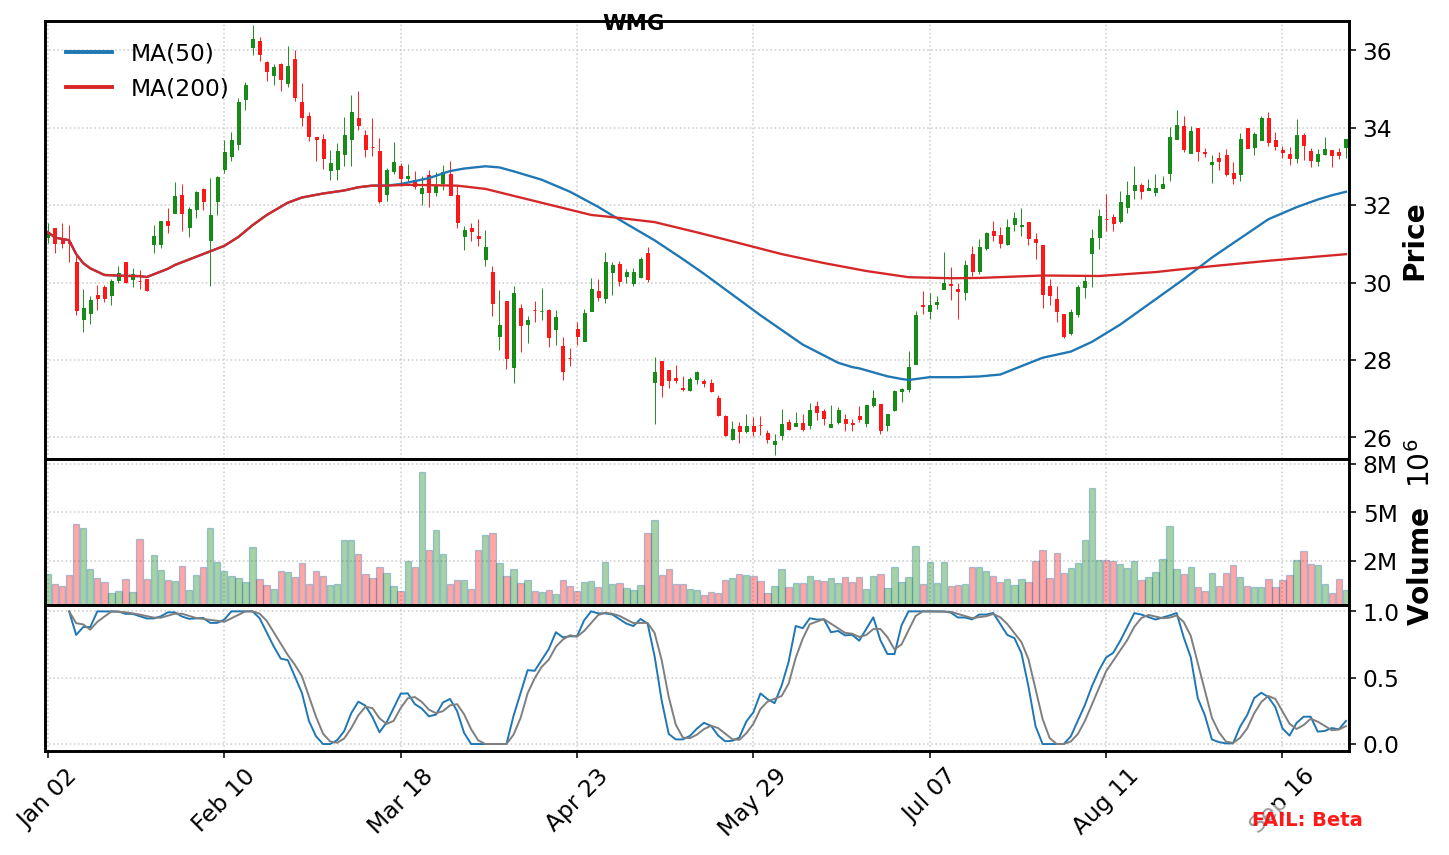 WMG
MA(50)
MA(200)
36
34
32
30
28
26
Price
8M
5M
2M
Volume 10⁶
1.0
0.5
0.0
Jan 02
Feb 10
Mar 18
Apr 23
May 29
Jul 07
Aug 11
Sep 16
FAIL: Beta